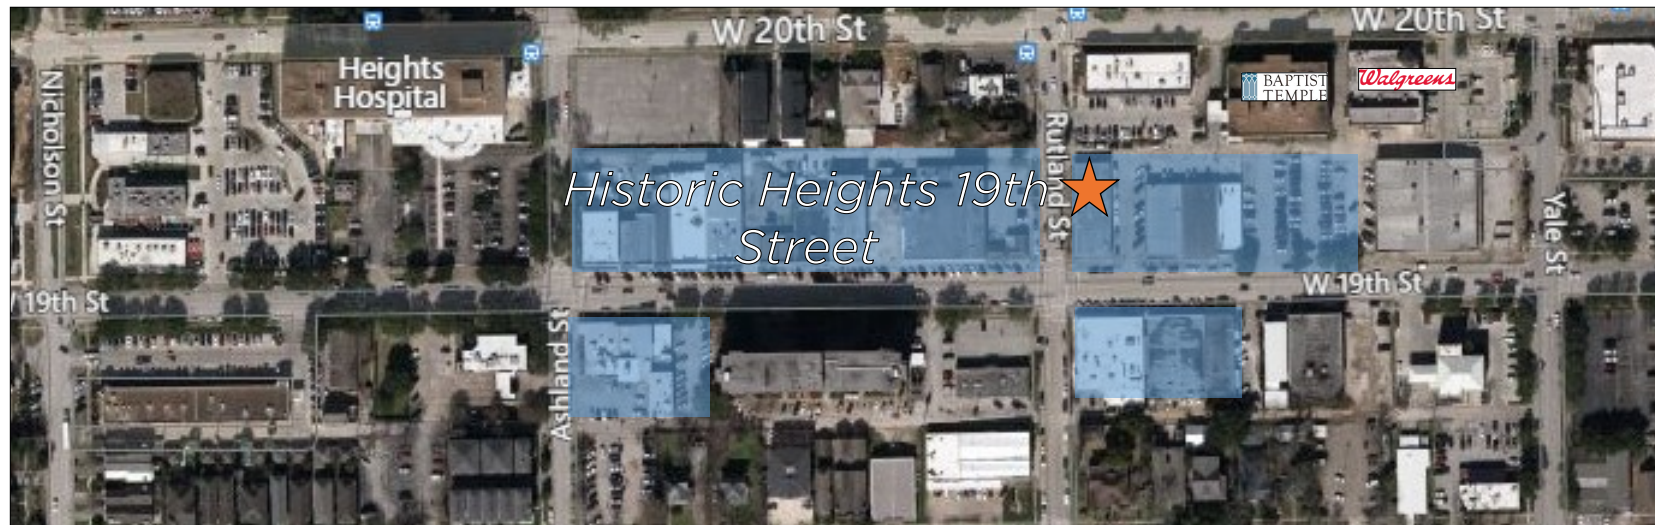 W 20th St
W 20th St
Heights
Hospital
BAPTIST
TEMPLE
Walgreens
Nicholson St
Rutland St
Historic Heights 19th
Street
Yale St
W 19th St
19th St
Ashland St